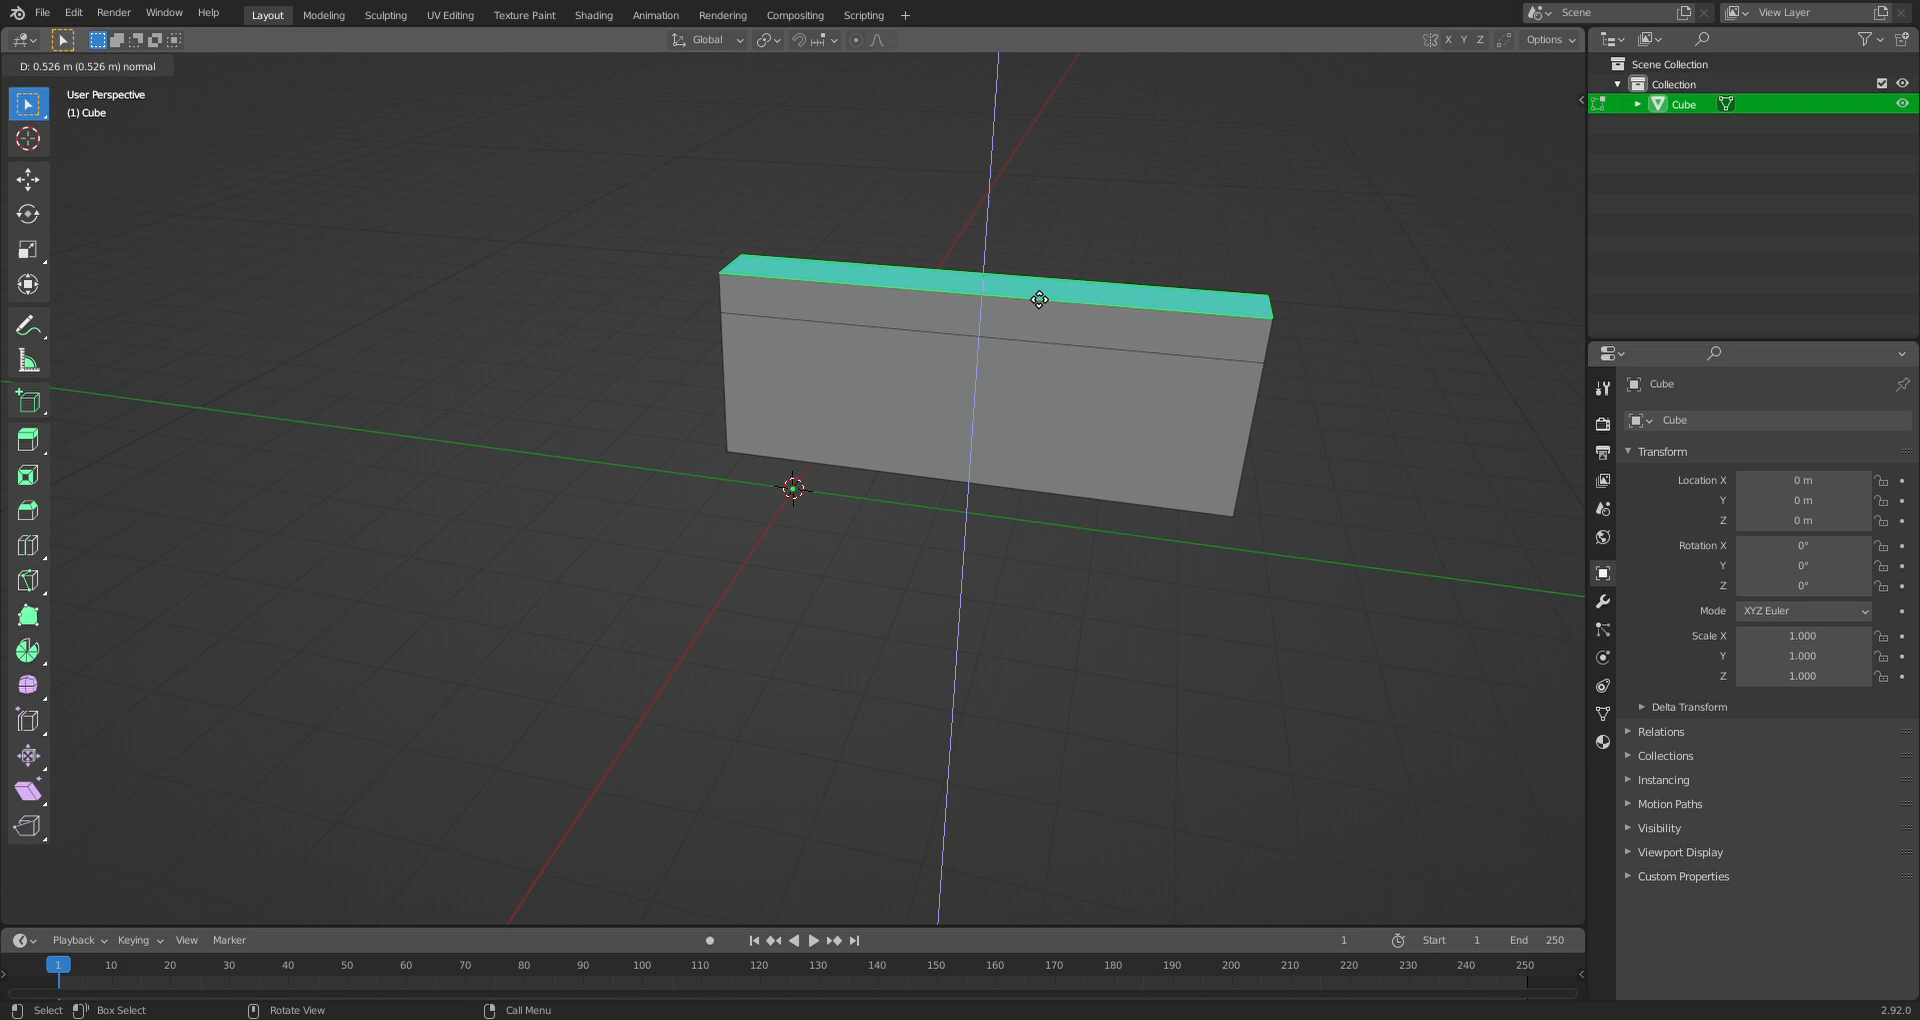 File Edit Render Window Help Layout Modeling Sculpting UV Editing Texture Paint Shading Animation Rendering Compositing Scripting + Scene View Layer
Global X Y Z Options
D: 0.526 m (0.526 m) normal
User Perspective
(1) Cube
Scene Collection
Collection
Cube
Cube
Cube
Transform
Location X 0 m
Y 0 m
Z 0 m
Rotation X 0°
Y 0°
Z 0°
Mode XYZ Euler
Scale X 1.000
Y 1.000
Z 1.000
Delta Transform
Relations
Collections
Instancing
Motion Paths
Visibility
Viewport Display
Custom Properties
Playback Keying View Marker 1 Start 1 End 250
1 10 20 30 40 50 60 70 80 90 100 110 120 130 140 150 160 170 180 190 200 210 220 230 240 250
Select Box Select Rotate View Call Menu 2.92.0